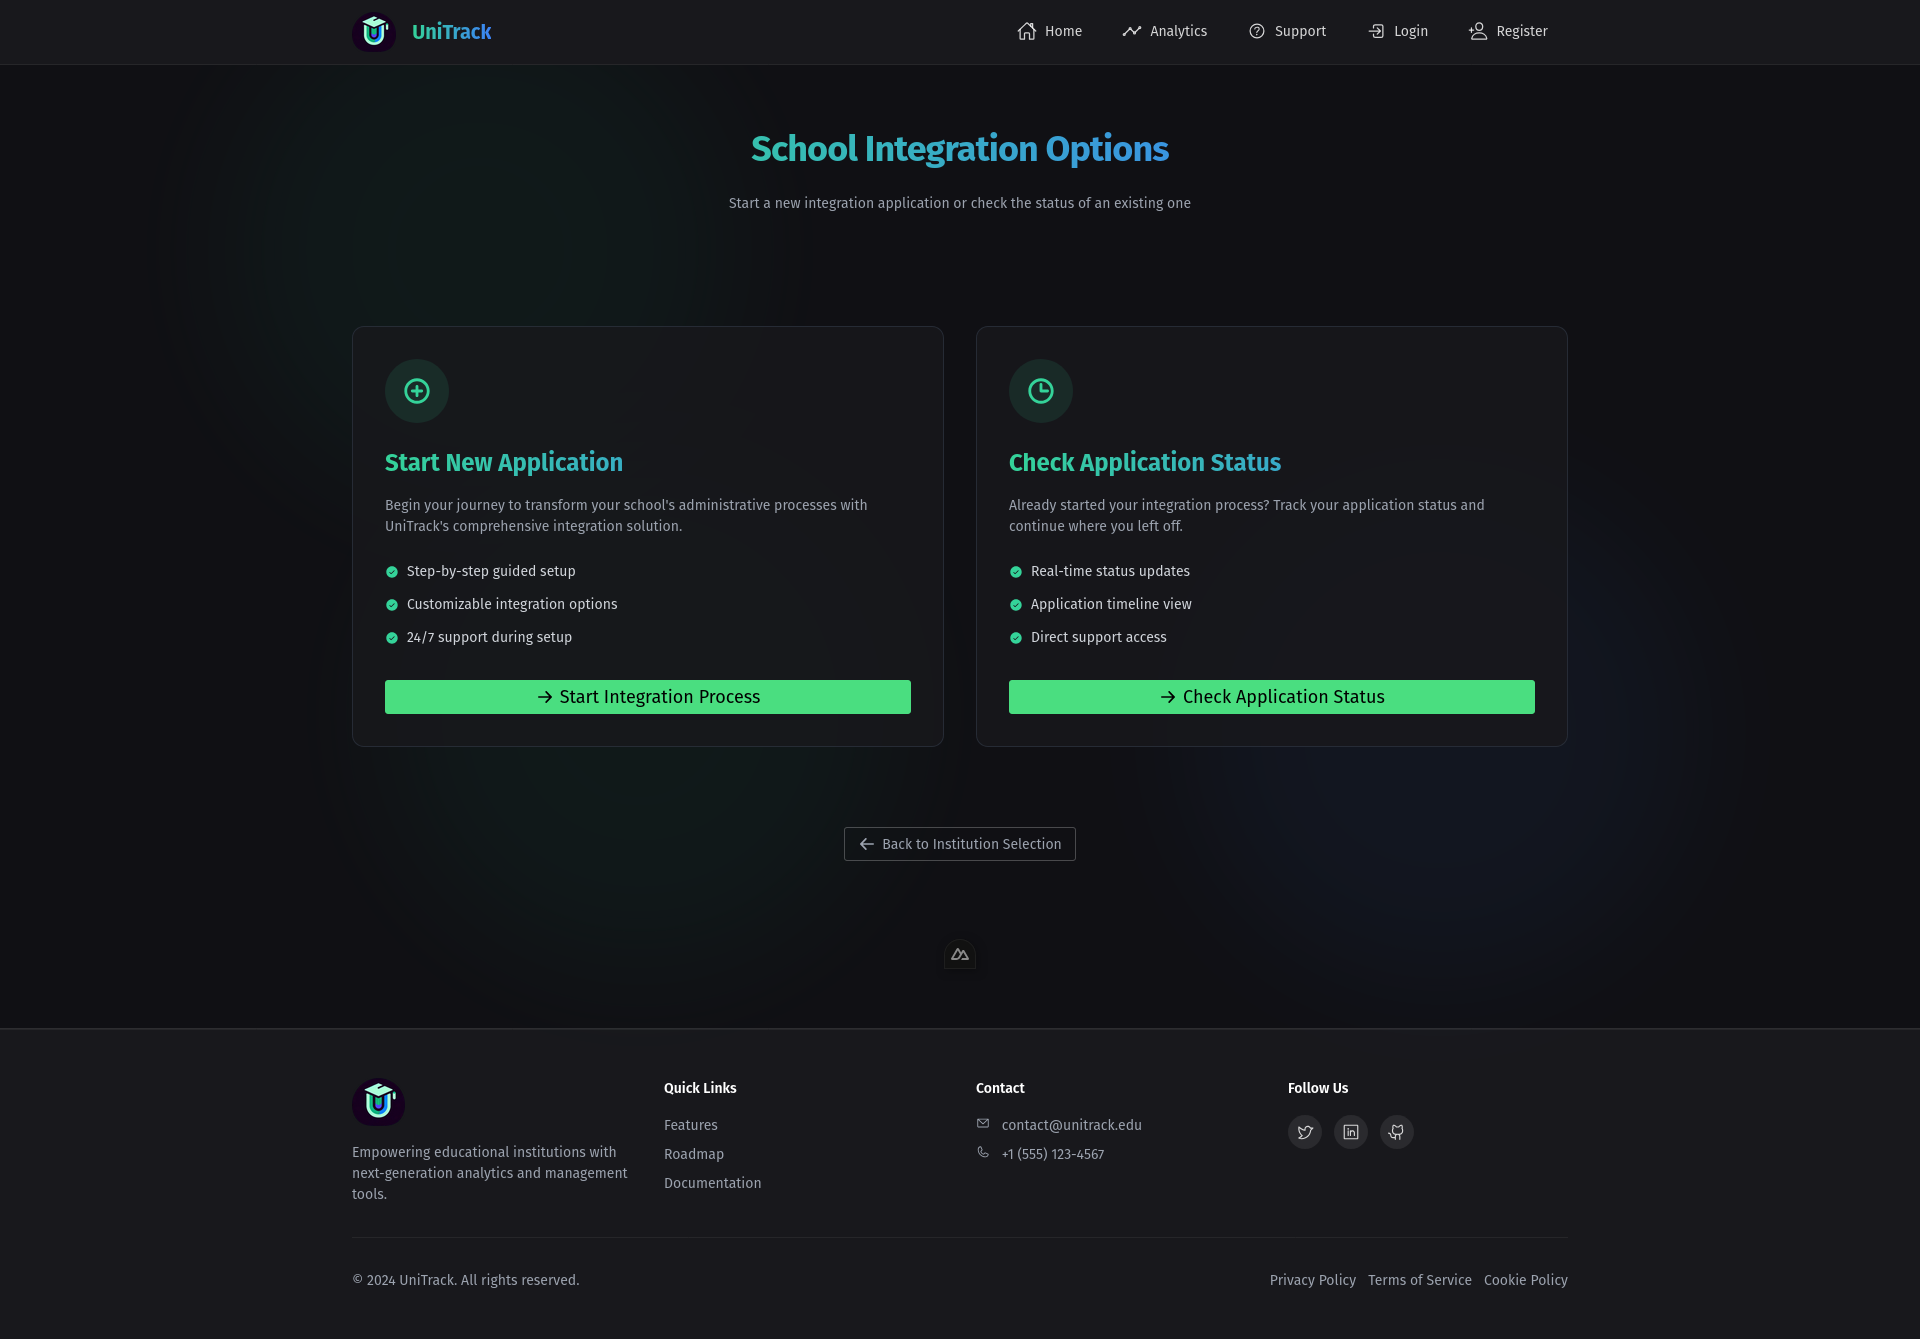 UniTrack
Home
Analytics
Support
Login
Register
School Integration Options
Start a new integration application or check the status of an existing one
Start New Application
Begin your journey to transform your school's administrative processes with
UniTrack's comprehensive integration solution.
Step-by-step guided setup
Customizable integration options
24/7 support during setup
Start Integration Process
Check Application Status
Already started your integration process? Track your application status and
continue where you left off.
Real-time status updates
Application timeline view
Direct support access
Check Application Status
Back to Institution Selection
Empowering educational institutions with
next-generation analytics and management
tools.
Quick Links
Features
Roadmap
Documentation
Contact
contact@unitrack.edu
+1 (555) 123-4567
Follow Us
© 2024 UniTrack. All rights reserved.
Privacy Policy
Terms of Service
Cookie Policy